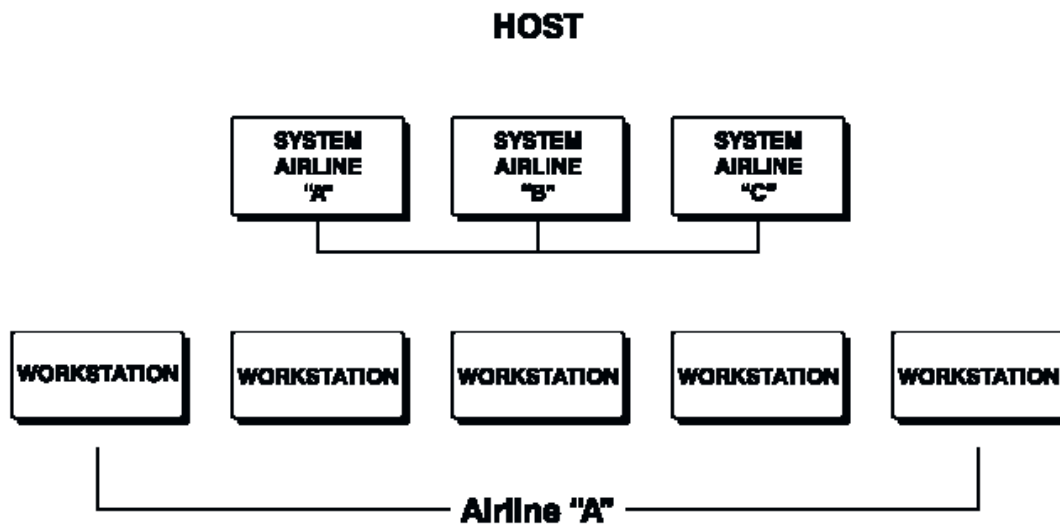 HOST
SYSTEM
AIRLINE
"A"
SYSTEM
AIRLINE
"B"
SYSTEM
AIRLINE
"C"
WORKSTATION
WORKSTATION
WORKSTATION
WORKSTATION
WORKSTATION
Airline "A"